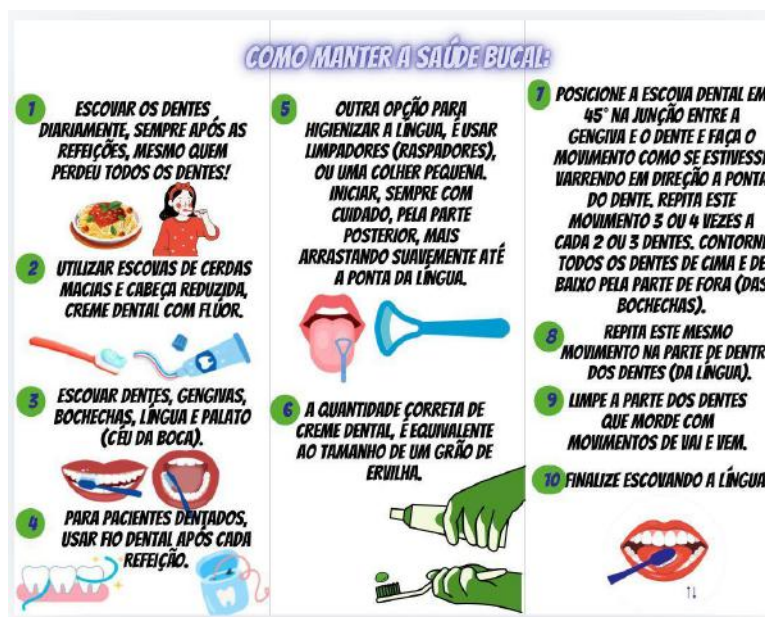 COMO MANTER A SAÚDE BUCAL:
1 ESCOVAR OS DENTES
DIARIAMENTE, SEMPRE APÓS AS
REFEIÇÕES, MESMO QUEM
PERDEU TODOS OS DENTES!
2 UTILIZAR ESCOVAS DE CERDAS
MACIAS E CABEÇA REDUZIDA,
CREME DENTAL COM FLÚOR.
3 ESCOVAR DENTES, GENGIVAS,
BOCHECHAS, LÍNGUA E PALATO
(CÉU DA BOCA).
4 PARA PACIENTES DENTADOS,
USAR FIO DENTAL APÓS CADA
REFEIÇÃO.
5 OUTRA OPÇÃO PARA
HIGIENIZAR A LÍNGUA, É USAR
LIMPADORES (RASPADORES),
OU UMA COLHER PEQUENA.
INICIAR, SEMPRE COM
CUIDADO, PELA PARTE
POSTERIOR, MAIS
ARRASTANDO SUAVEMENTE ATÉ
A PONTA DA LÍNGUA.
6 A QUANTIDADE CORRETA DE
CREME DENTAL, É EQUIVALENTE
AO TAMANHO DE UM GRÃO DE
ERVILHA.
7 POSICIONE A ESCOVA DENTAL EM
45° NA JUNÇÃO ENTRE A
GENGIVA E O DENTE E FAÇA O
MOVIMENTO COMO SE ESTIVESSE
VARRENDO EM DIREÇÃO A PONTA
DO DENTE. REPITA ESTE
MOVIMENTO 3 OU 4 VEZES A
CADA 2 OU 3 DENTES. CONTORNE
TODOS OS DENTES DE CIMA E DE
BAIXO PELA PARTE DE FORA (DAS
BOCHECHAS).
8 REPITA ESTE MESMO
MOVIMENTO NA PARTE DE DENTR
DOS DENTES (DA LÍNGUA).
9 LIMPE A PARTE DOS DENTES
QUE MORDE COM
MOVIMENTOS DE VAI E VEM.
10 FINALIZE ESCOVANDO A LÍNGUA